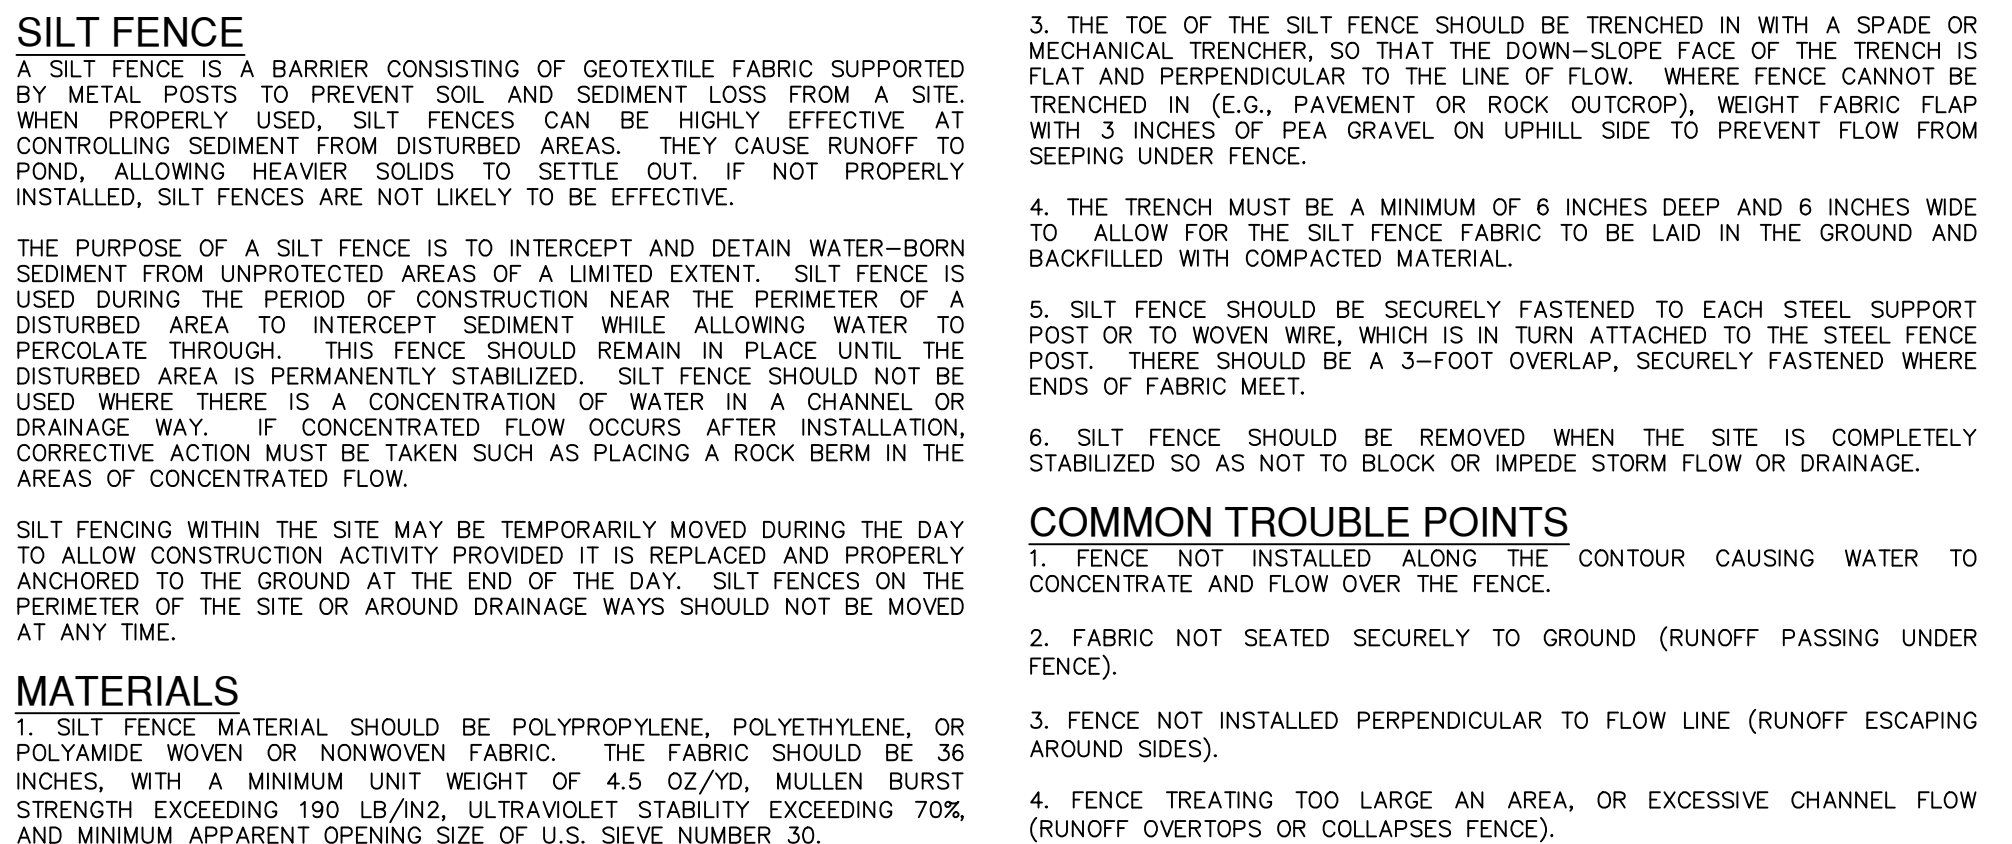 SILT FENCE
A SILT FENCE IS A BARRIER CONSISTING OF GEOTEXTILE FABRIC SUPPORTED
BY METAL POSTS TO PREVENT SOIL AND SEDIMENT LOSS FROM A SITE.
WHEN PROPERLY USED, SILT FENCES CAN BE HIGHLY EFFECTIVE AT
CONTROLLING SEDIMENT FROM DISTURBED AREAS. THEY CAUSE RUNOFF TO
POND, ALLOWING HEAVIER SOLIDS TO SETTLE OUT. IF NOT PROPERLY
INSTALLED, SILT FENCES ARE NOT LIKELY TO BE EFFECTIVE.
THE PURPOSE OF A SILT FENCE IS TO INTERCEPT AND DETAIN WATER-BORN
SEDIMENT FROM UNPROTECTED AREAS OF A LIMITED EXTENT. SILT FENCE IS
USED DURING THE PERIOD OF CONSTRUCTION NEAR THE PERIMETER OF A
DISTURBED AREA TO INTERCEPT SEDIMENT WHILE ALLOWING WATER TO
PERCOLATE THROUGH. THIS FENCE SHOULD REMAIN IN PLACE UNTIL THE
DISTURBED AREA IS PERMANENTLY STABILIZED. SILT FENCE SHOULD NOT BE
USED WHERE THERE IS A CONCENTRATION OF WATER IN A CHANNEL OR
DRAINAGE WAY. IF CONCENTRATED FLOW OCCURS AFTER INSTALLATION,
CORRECTIVE ACTION MUST BE TAKEN SUCH AS PLACING A ROCK BERM IN THE
AREAS OF CONCENTRATED FLOW.
SILT FENCING WITHIN THE SITE MAY BE TEMPORARILY MOVED DURING THE DAY
TO ALLOW CONSTRUCTION ACTIVITY PROVIDED IT IS REPLACED AND PROPERLY
ANCHORED TO THE GROUND AT THE END OF THE DAY. SILT FENCES ON THE
PERIMETER OF THE SITE OR AROUND DRAINAGE WAYS SHOULD NOT BE MOVED
AT ANY TIME.
MATERIALS
1. SILT FENCE MATERIAL SHOULD BE POLYPROPYLENE, POLYETHYLENE, OR
POLYAMIDE WOVEN OR NONWOVEN FABRIC. THE FABRIC SHOULD BE 36
INCHES, WITH A MINIMUM UNIT WEIGHT OF 4.5 OZ/YD, MULLEN BURST
STRENGTH EXCEEDING 190 LB/IN2, ULTRAVIOLET STABILITY EXCEEDING 70%,
AND MINIMUM APPARENT OPENING SIZE OF U.S. SIEVE NUMBER 30.
3. THE TOE OF THE SILT FENCE SHOULD BE TRENCHED IN WITH A SPADE OR
MECHANICAL TRENCHER, SO THAT THE DOWN-SLOPE FACE OF THE TRENCH IS
FLAT AND PERPENDICULAR TO THE LINE OF FLOW. WHERE FENCE CANNOT BE
TRENCHED IN (E.G., PAVEMENT OR ROCK OUTCROP), WEIGHT FABRIC FLAP
WITH 3 INCHES OF PEA GRAVEL ON UPHILL SIDE TO PREVENT FLOW FROM
SEEPING UNDER FENCE.
4. THE TRENCH MUST BE A MINIMUM OF 6 INCHES DEEP AND 6 INCHES WIDE
TO ALLOW FOR THE SILT FENCE FABRIC TO BE LAID IN THE GROUND AND
BACKFILLED WITH COMPACTED MATERIAL.
5. SILT FENCE SHOULD BE SECURELY FASTENED TO EACH STEEL SUPPORT
POST OR TO WOVEN WIRE, WHICH IS IN TURN ATTACHED TO THE STEEL FENCE
POST. THERE SHOULD BE A 3-FOOT OVERLAP, SECURELY FASTENED WHERE
ENDS OF FABRIC MEET.
6. SILT FENCE SHOULD BE REMOVED WHEN THE SITE IS COMPLETELY
STABILIZED SO AS NOT TO BLOCK OR IMPEDE STORM FLOW OR DRAINAGE.
COMMON TROUBLE POINTS
1. FENCE NOT INSTALLED ALONG THE CONTOUR CAUSING WATER TO
CONCENTRATE AND FLOW OVER THE FENCE.
2. FABRIC NOT SEATED SECURELY TO GROUND (RUNOFF PASSING UNDER
FENCE).
3. FENCE NOT INSTALLED PERPENDICULAR TO FLOW LINE (RUNOFF ESCAPING
AROUND SIDES).
4. FENCE TREATING TOO LARGE AN AREA, OR EXCESSIVE CHANNEL FLOW
(RUNOFF OVERTOPS OR COLLAPSES FENCE).